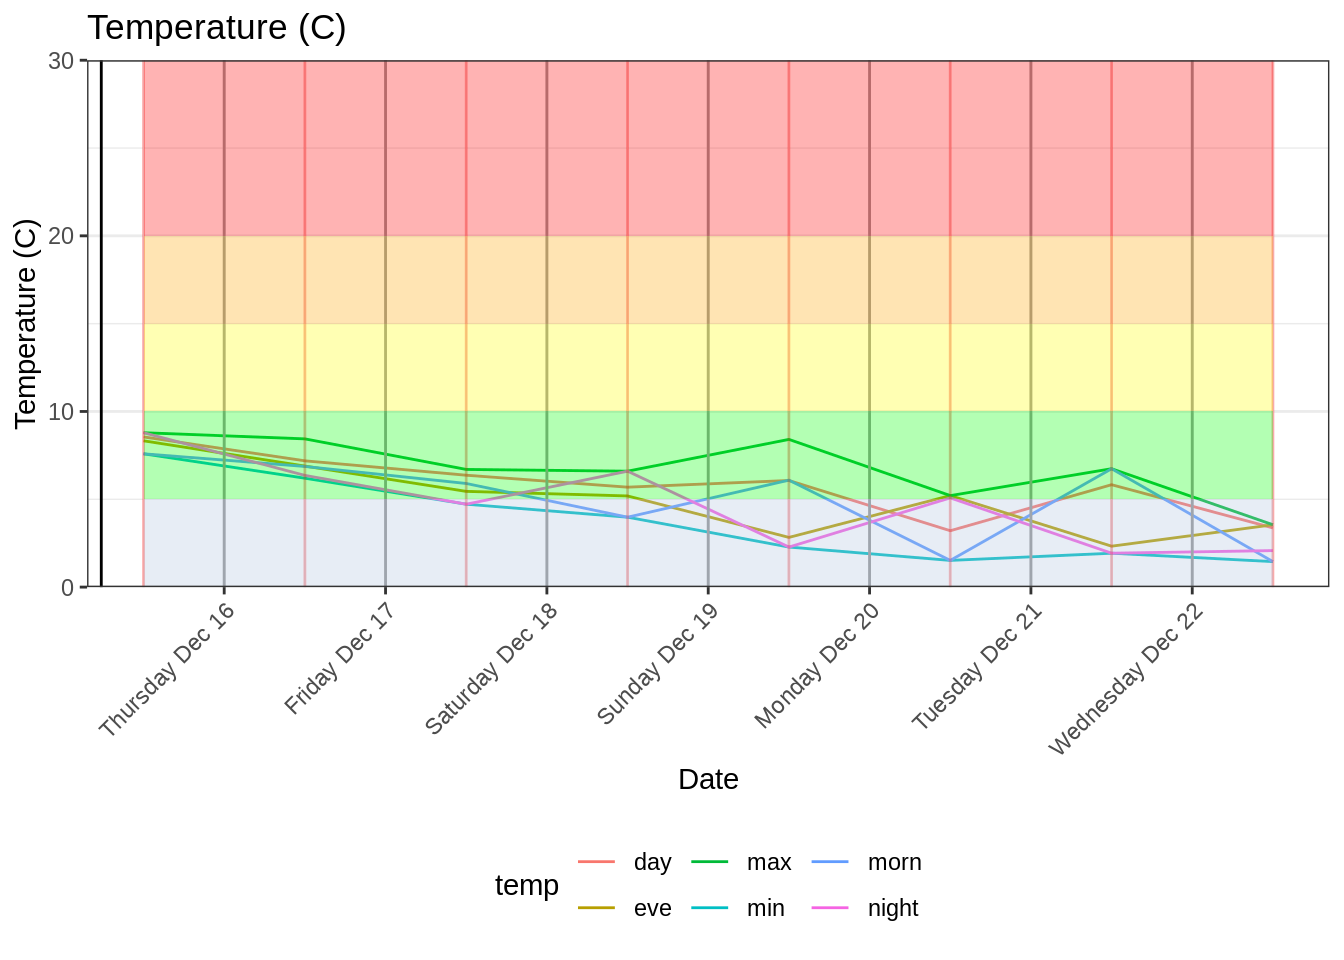 Temperature (C)
Temperature (C)
30
20
10
0
Thursday Dec 16
Friday Dec 17
Saturday Dec 18
Sunday Dec 19
Monday Dec 20
Tuesday Dec 21
Wednesday Dec 22
Date
temp
day
max
morn
eve
min
night